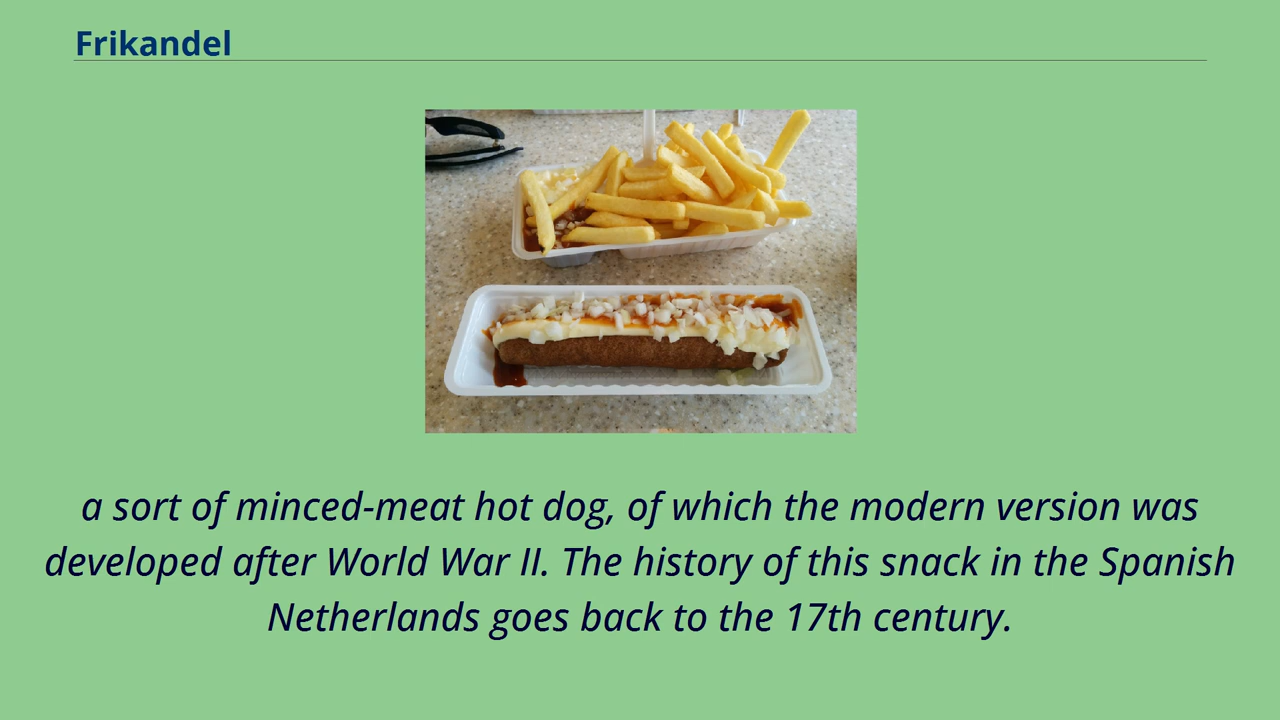 Frikandel
a sort of minced-meat hot dog, of which the modern version was
developed after World War II. The history of this snack in the Spanish
Netherlands goes back to the 17th century.